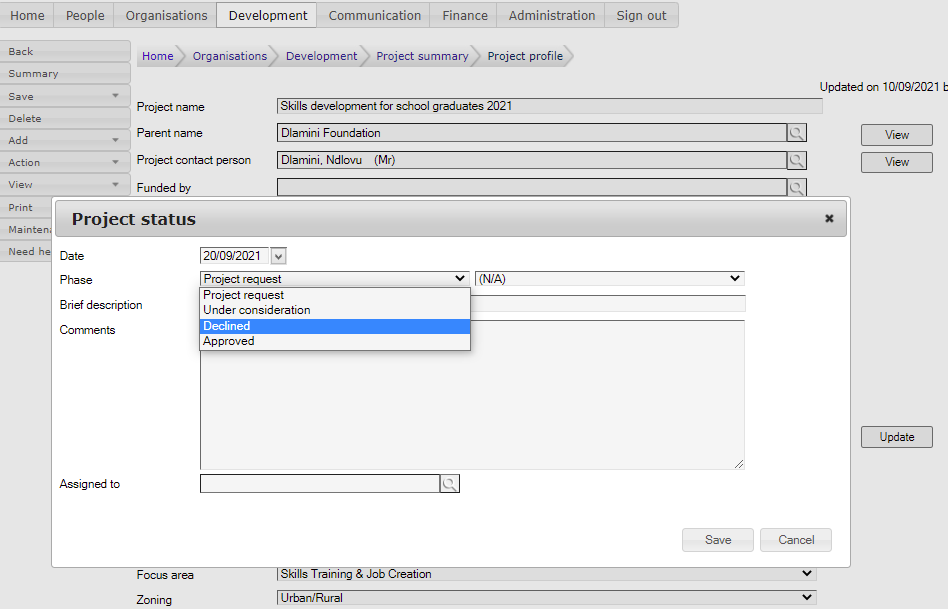 Home People Organisations Development Communication Finance Administration Sign out
Back
Summary
Save
Delete
Add
Action
View
Print
Mainten
Need he
Home Organisations Development Project summary Project profile
Updated on 10/09/2021 b
Project name Skills development for school graduates 2021
Parent name Dlamini Foundation View
Project contact person Dlamini, Ndlovu (Mr) View
Funded by
Project status
Date 20/09/2021
Phase Project request (N/A)
Project request
Under consideration
Declined
Approved
Brief description
Comments
Update
Assigned to
Save Cancel
Focus area Skills Training & Job Creation
Zoning Urban/Rural